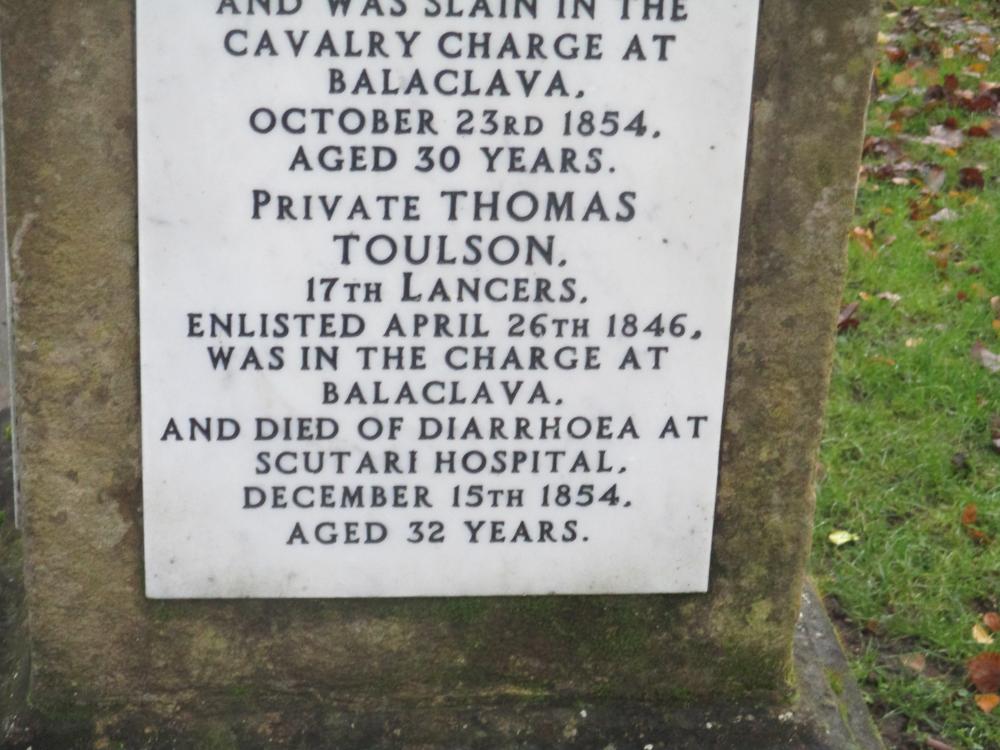 AND WAS SLAIN IN THE
CAVALRY CHARGE AT
BALACLAVA,
OCTOBER 23RD 1854,
AGED 30 YEARS.
PRIVATE THOMAS
TOULSON,
17TH LANCERS,
ENLISTED APRIL 26TH 1846,
WAS IN THE CHARGE AT
BALACLAVA,
AND DIED OF DIARRHOEA AT
SCUTARI HOSPITAL,
DECEMBER 15TH 1854,
AGED 32 YEARS.